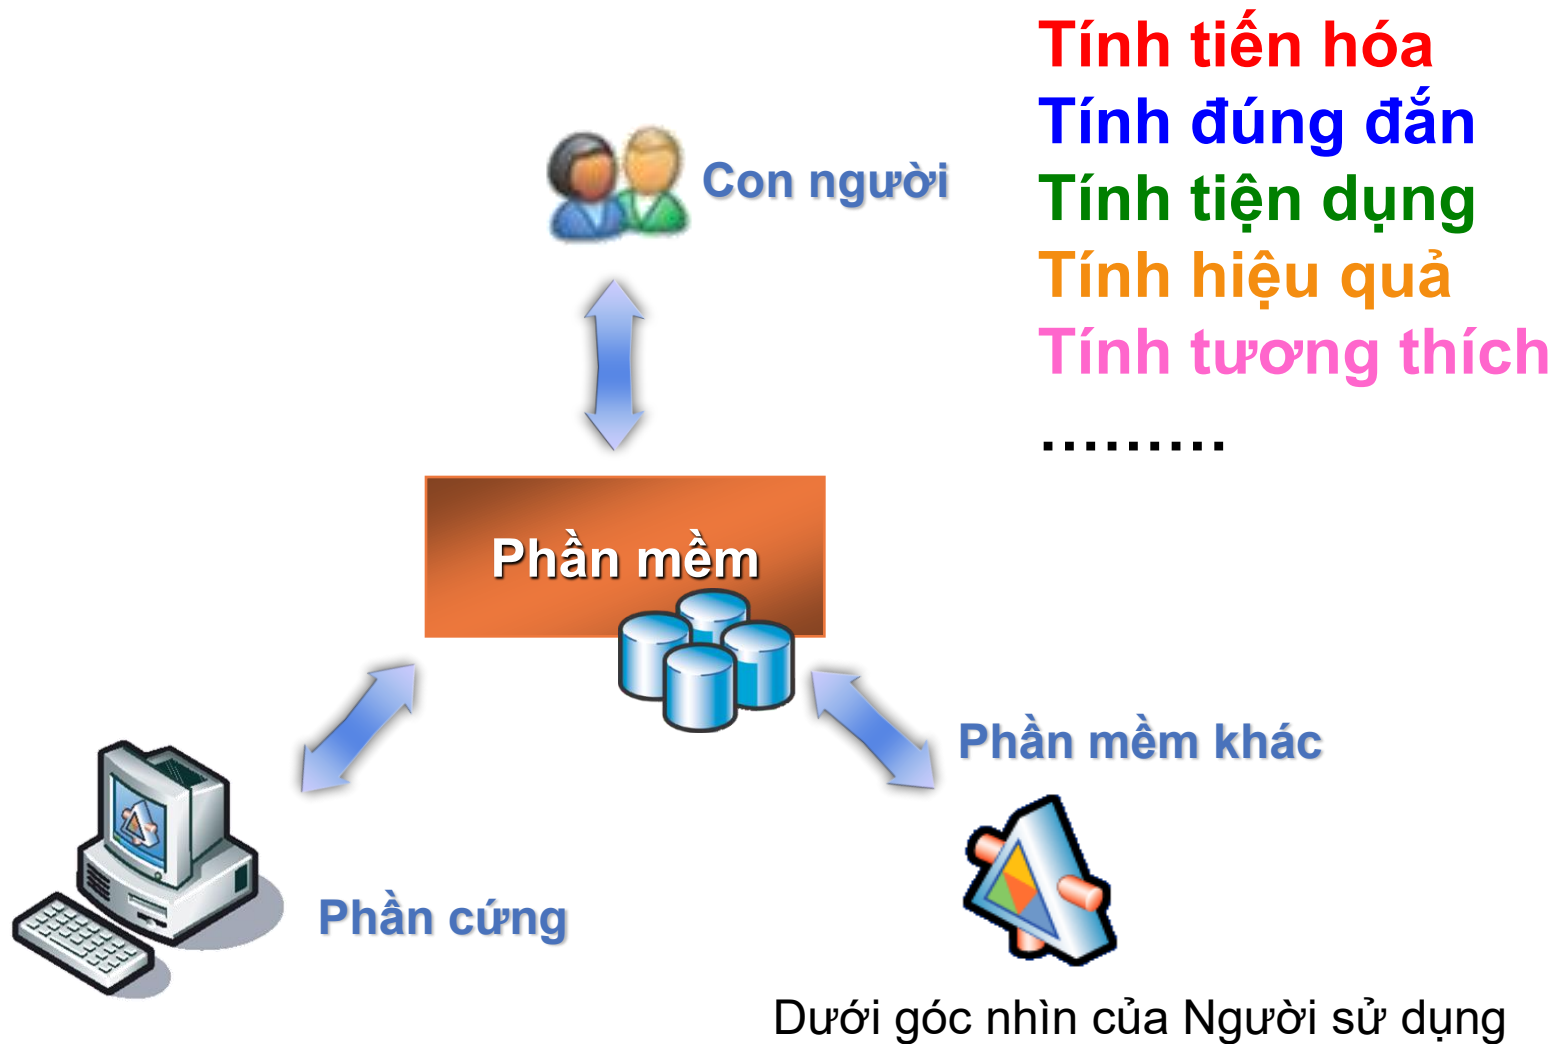 Tính tiến hóa
Tính đúng đắn
Tính tiện dụng
Tính hiệu quả
Tính tương thích
.........
Con người
Phần mềm
Phần mềm khác
Phần cứng
Dưới góc nhìn của Người sử dụng